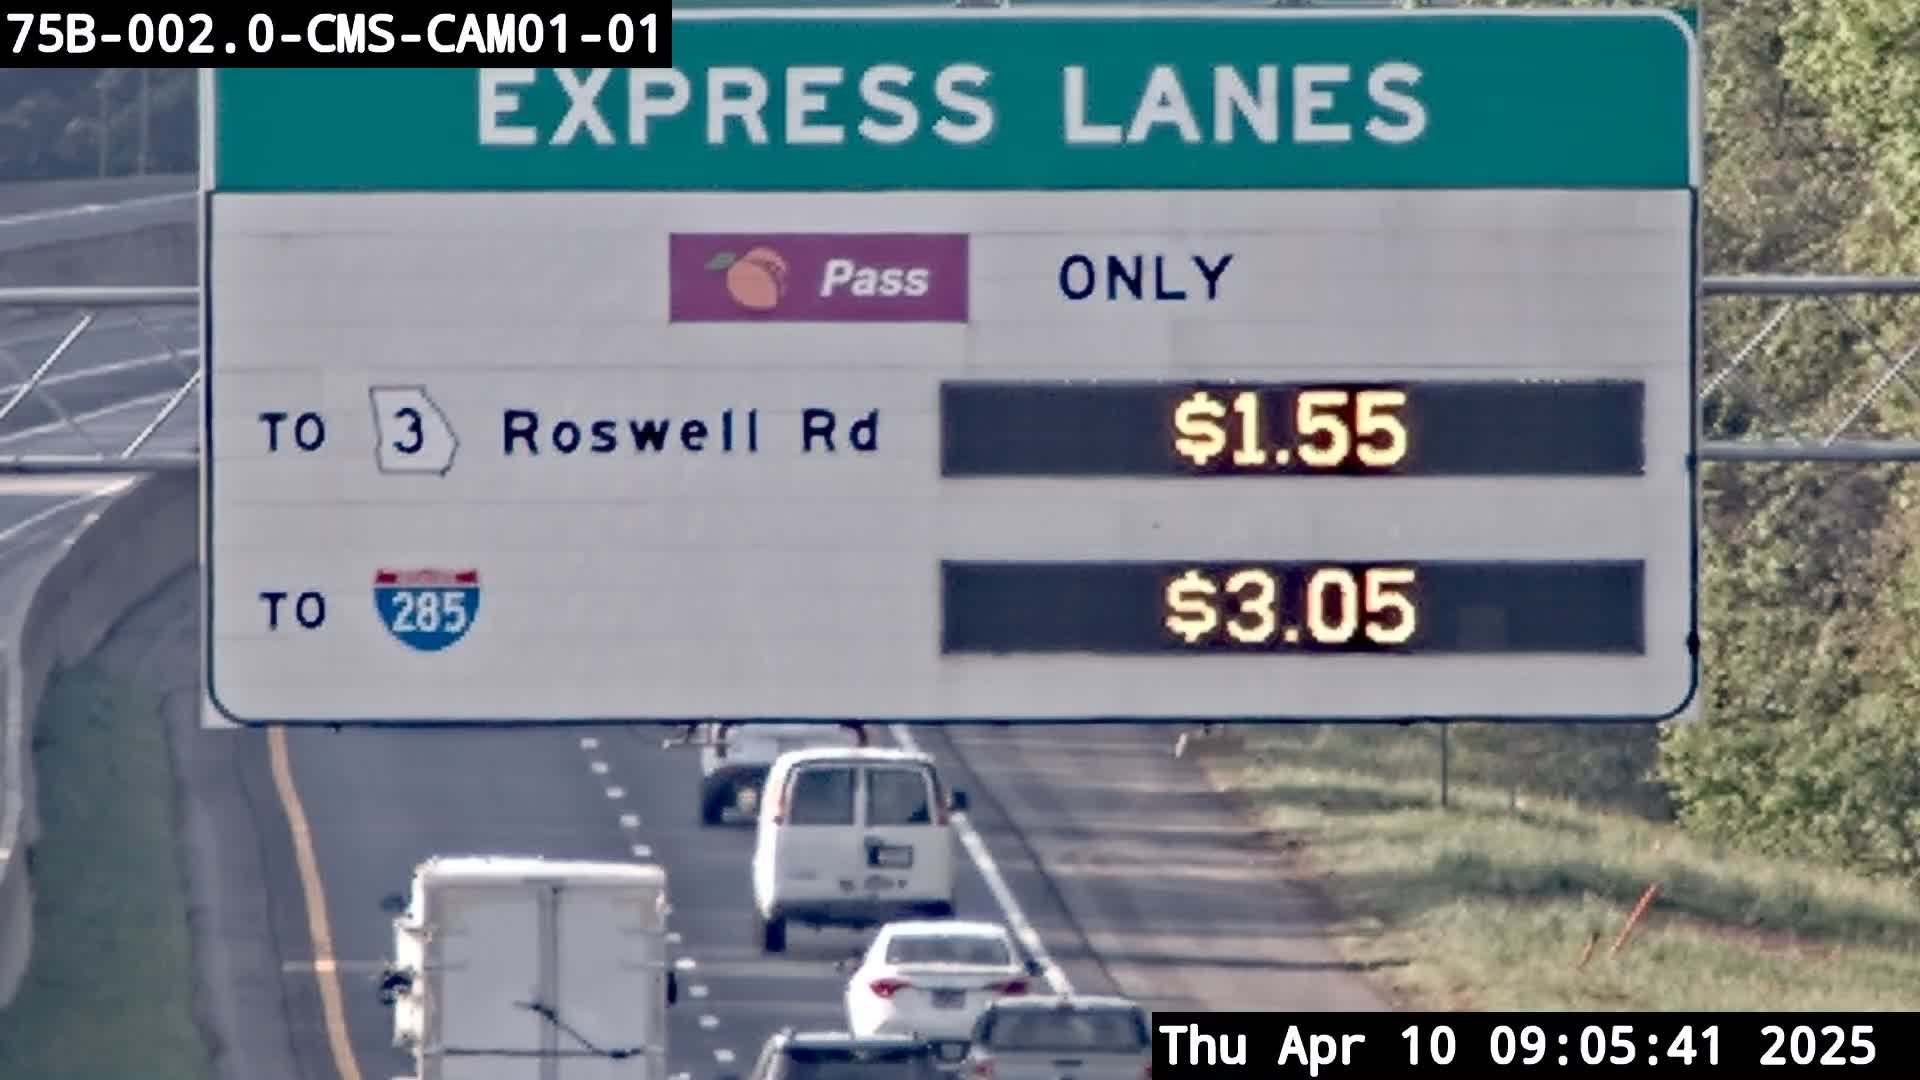 75B-002.0-CMS-CAM01-01
EXPRESS LANES
Pass ONLY
TO 3 Roswell Rd $1.55
TO 285 $3.05
Thu Apr 10 09:05:41 2025